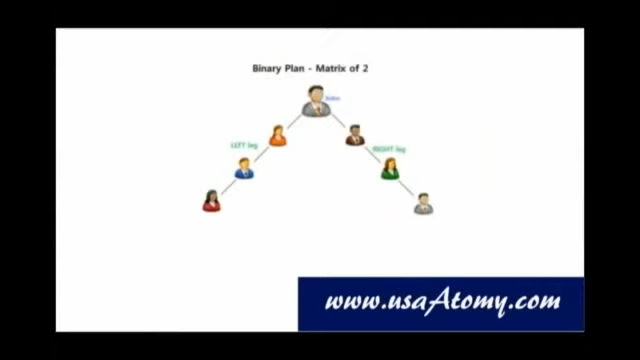 Binary Plan - Matrix of 2
LEFT leg
RIGHT leg
www.usaAtomy.com